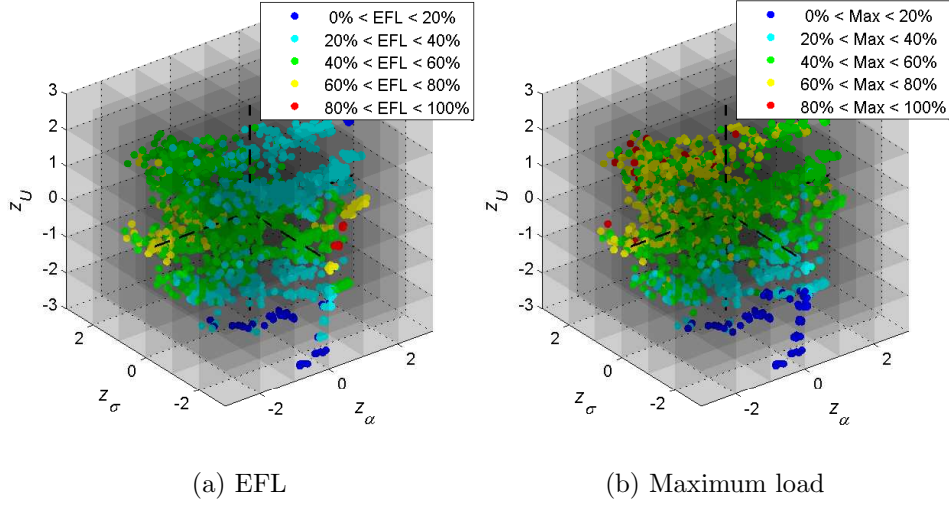 0% < EFL < 20%
20% < EFL < 40%
40% < EFL < 60%
60% < EFL < 80%
80% < EFL < 100%
3
2
1
0
-1
-2
-3
z_U
2
0
-2
z_σ
-2
0
2
z_α
(a) EFL
0% < Max < 20%
20% < Max < 40%
40% < Max < 60%
60% < Max < 80%
80% < Max < 100%
3
2
1
0
-1
-2
-3
z_U
2
0
-2
z_σ
-2
0
2
z_α
(b) Maximum load